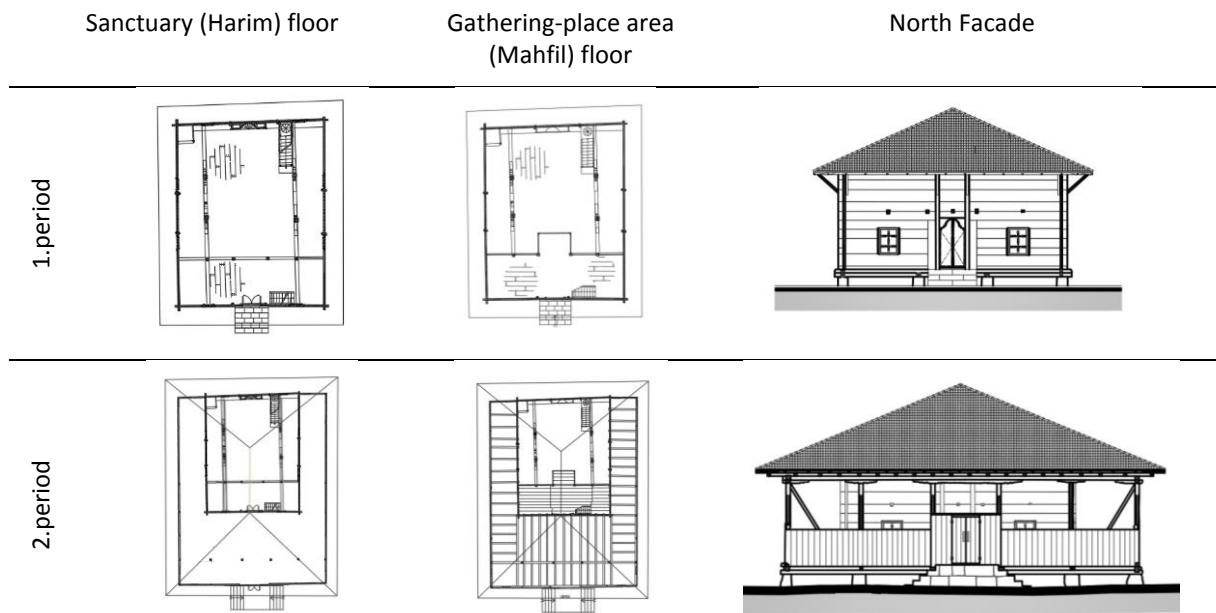 Sanctuary (Harim) floor
Gathering-place area
(Mahfil) floor
North Facade
1.period
2.period